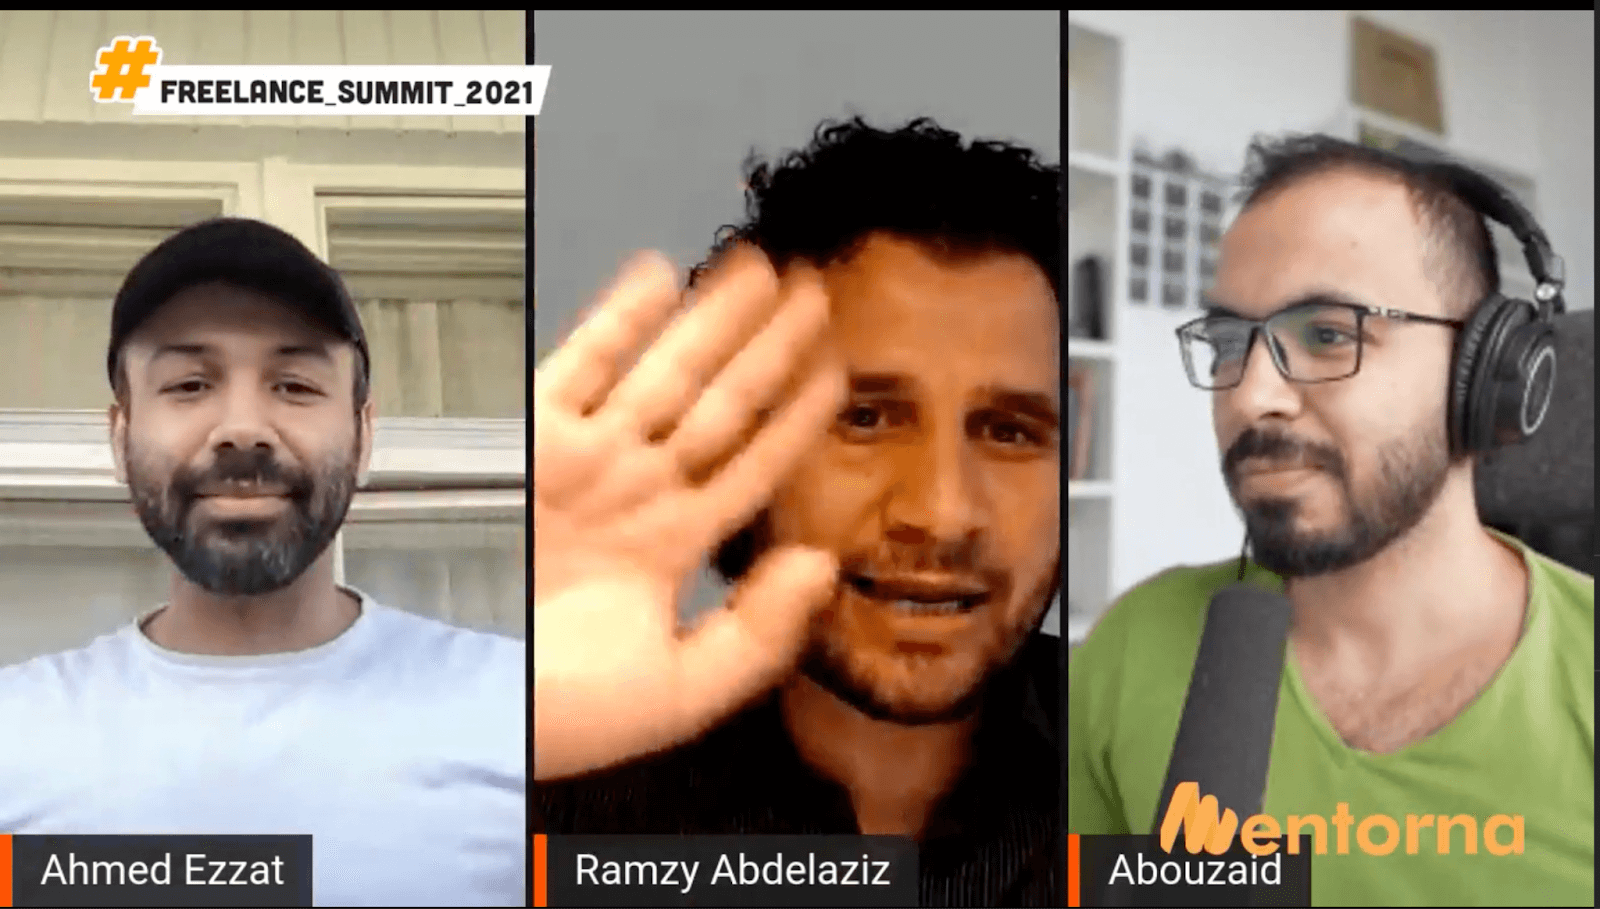 #FREELANCE_SUMMIT_2021
Mentorna
Ahmed Ezzat
Ramzy Abdelaziz
Abouzaid